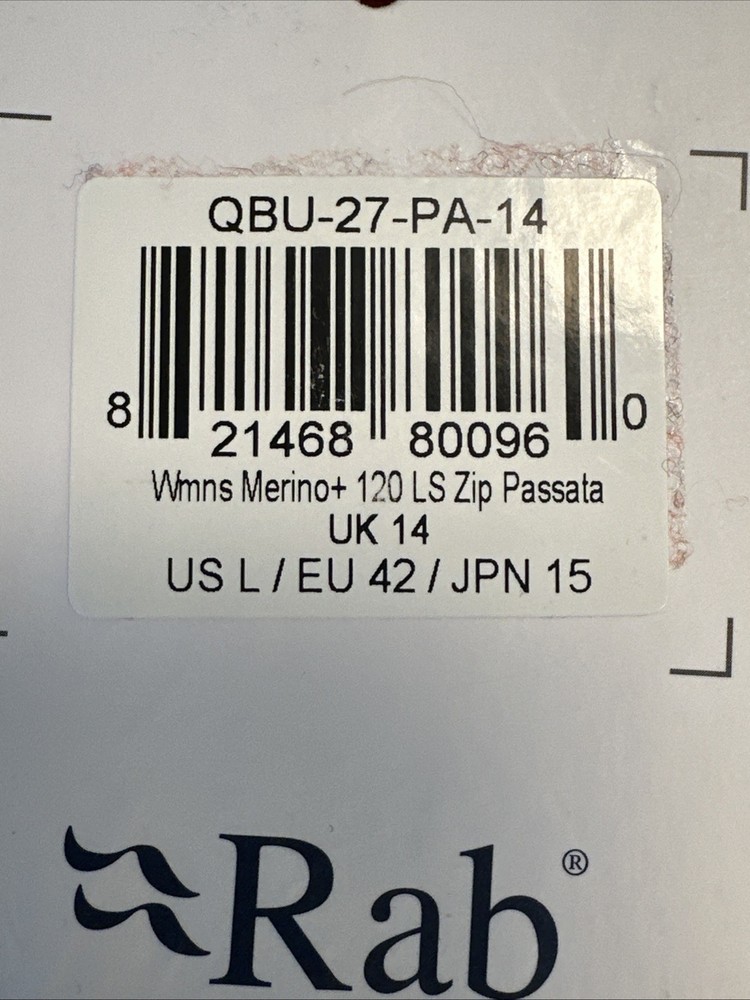 QBU-27-PA-14
8 21468 80096 0
Wmns Merino+ 120 LS Zip Passata
UK 14
US L / EU 42 / JPN 15
Rab®